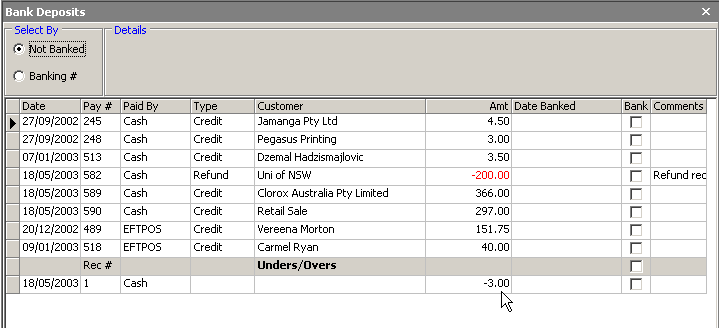 Bank Deposits
Select By
Details
Not Banked
Banking #
Date Pay # Paid By Type Customer Amt Date Banked Bank Comments
27/09/2002 245 Cash Credit Jamanga Pty Ltd 4.50
27/09/2002 248 Cash Credit Pegasus Printing 3.00
07/01/2003 513 Cash Credit Dzemal Hadzismajlovic 3.50
18/05/2003 582 Cash Refund Uni of NSW -200.00 Refund rec
18/05/2003 589 Cash Credit Clorox Australia Pty Limited 366.00
18/05/2003 590 Cash Credit Retail Sale 297.00
20/12/2002 489 EFTPOS Credit Vereena Morton 151.75
09/01/2003 518 EFTPOS Credit Carmel Ryan 40.00
Rec # Unders/Overs
18/05/2003 1 Cash -3.00